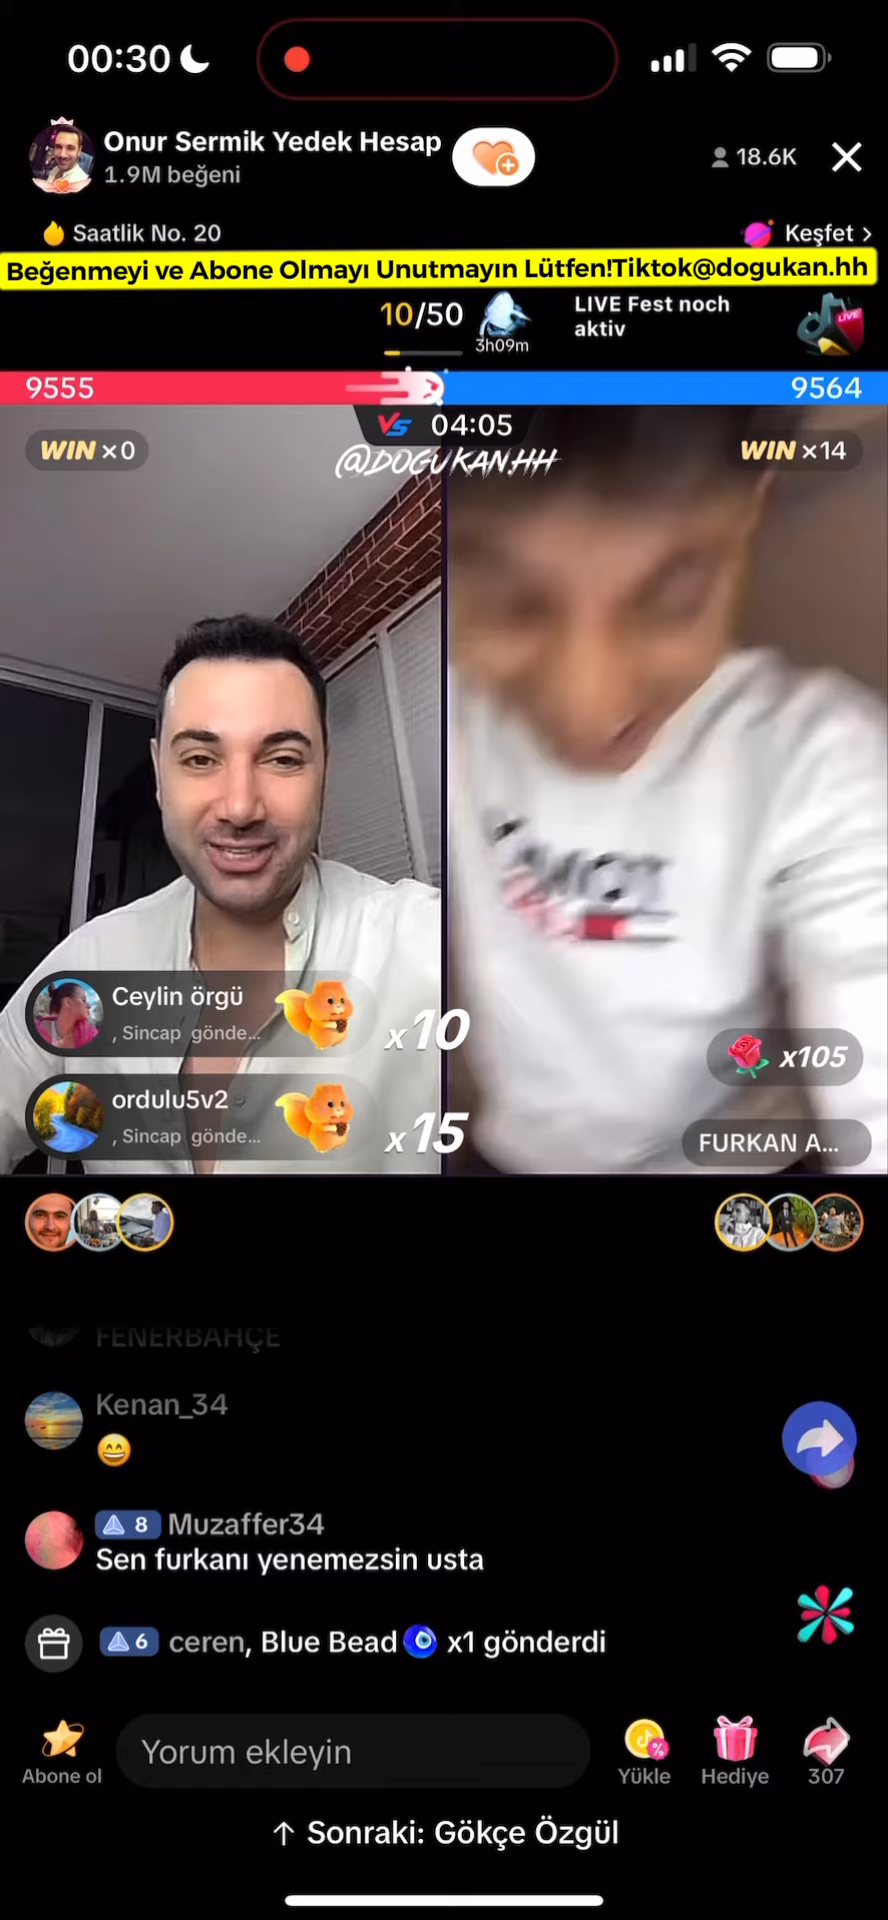 00:30
Onur Sermik Yedek Hesap
1.9M beğeni
18.6K
Saatlik No. 20
Keşfet >
Beğenmeyi ve Abone Olmayı Unutmayın Lütfen!Tiktok@dogukan.hh
10/50
3h09m
LIVE Fest noch
aktiv
LIVE
9555
9564
VS 04:05
WIN x0
WIN x14
@DOGUKAN.HH
Ceylin örgü
, Sincap gönde...
x10
ordulu5v2
, Sincap gönde...
x15
x105
FURKAN A...
FENERBAHÇE
Kenan_34
😄
8 Muzaffer34
Sen furkanı yenemezsin usta
6 ceren, Blue Bead🧿 x1 gönderdi
Abone ol
Yorum ekleyin
Yükle
Hediye
307
↑ Sonraki: Gökçe Özgül